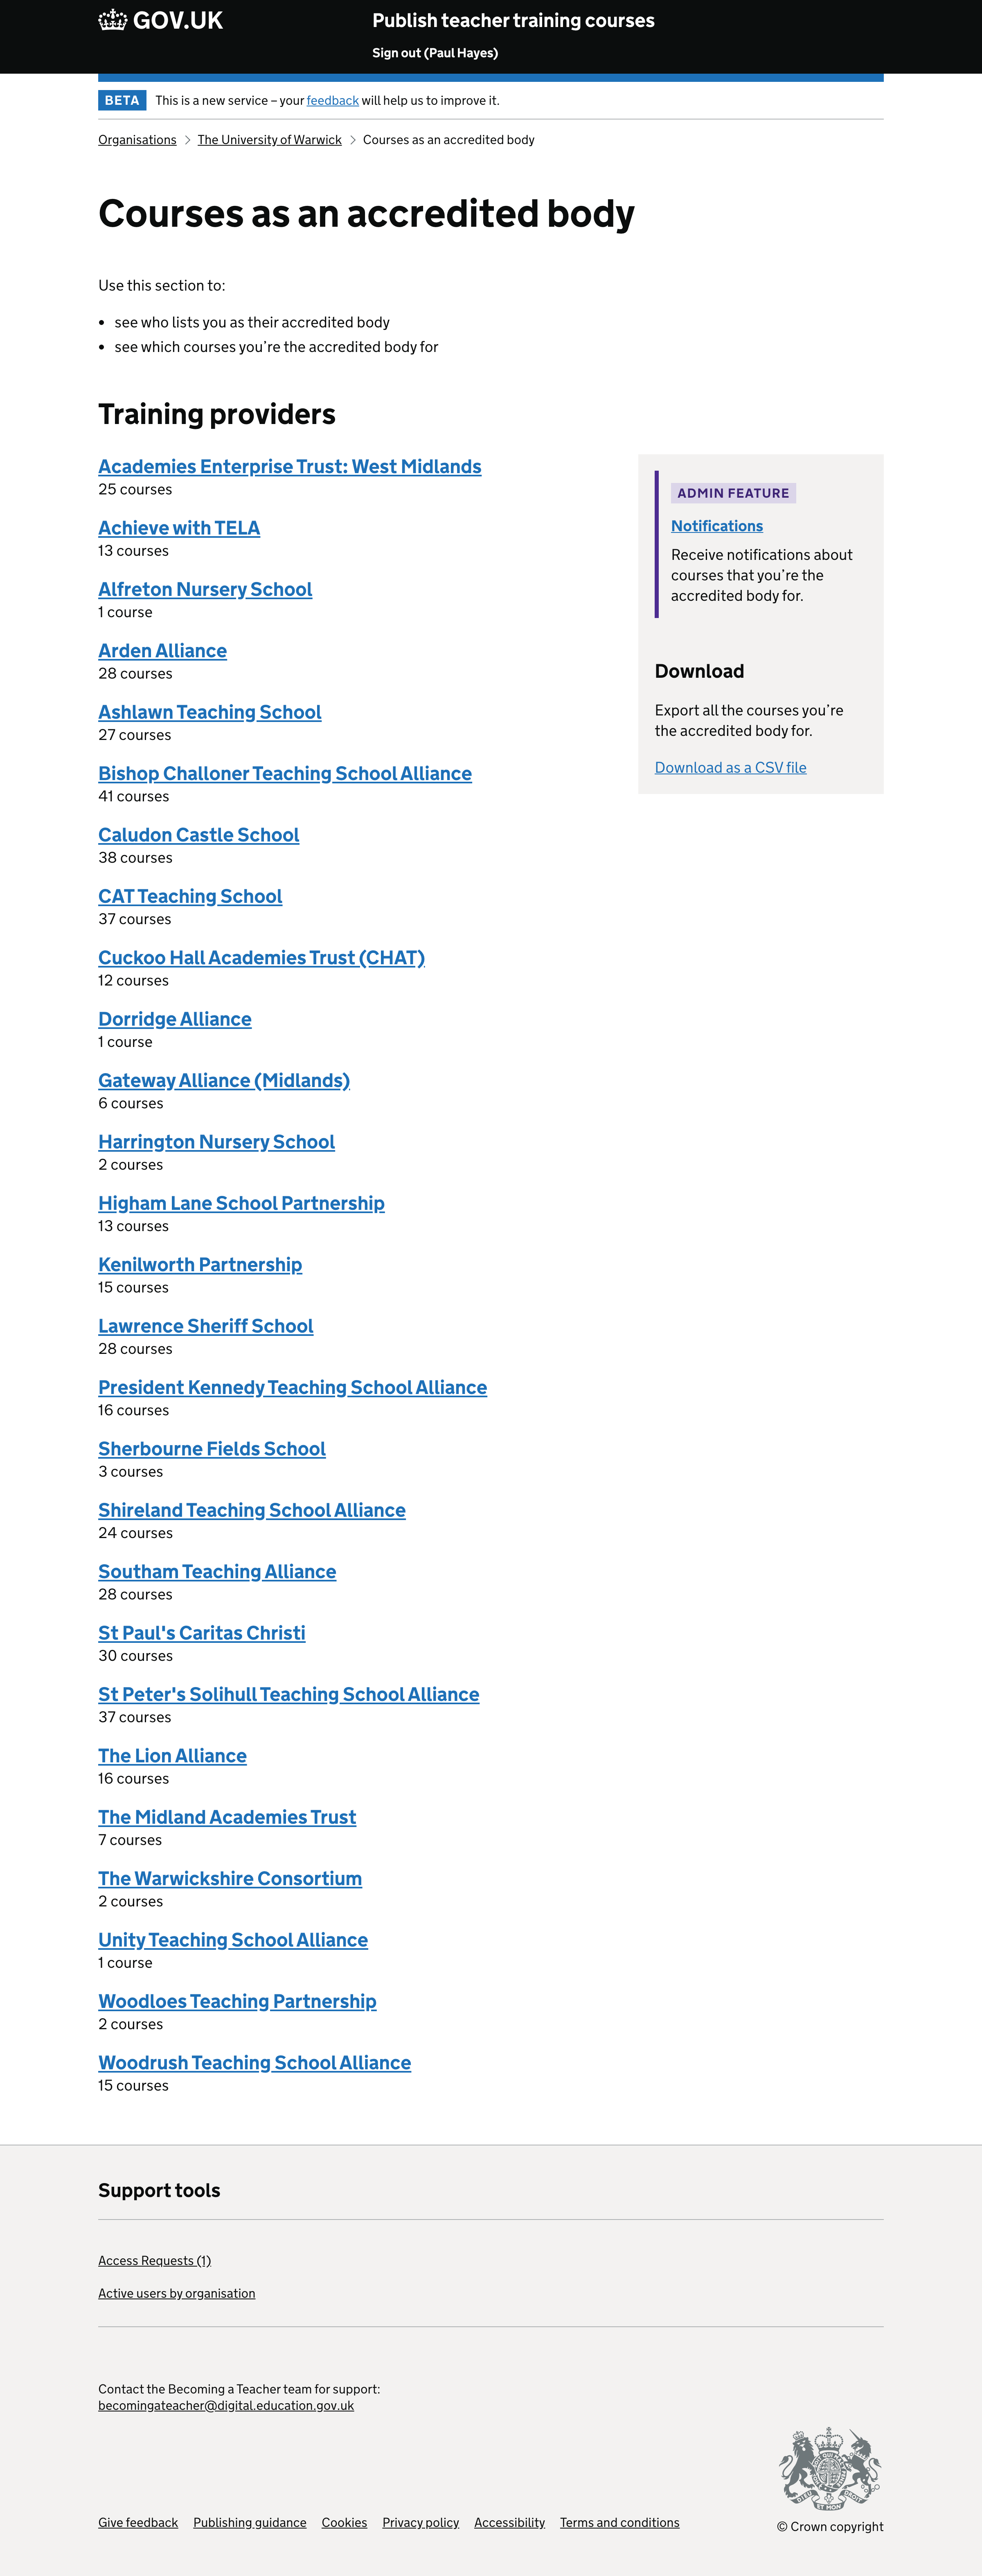 GOV.UK
Publish teacher training courses
Sign out (Paul Hayes)
BETA This is a new service – your feedback will help us to improve it.
Organisations > The University of Warwick > Courses as an accredited body
Courses as an accredited body
Use this section to:
• see who lists you as their accredited body
• see which courses you’re the accredited body for
Training providers
Academies Enterprise Trust: West Midlands
25 courses
Achieve with TELA
13 courses
Alfreton Nursery School
1 course
Arden Alliance
28 courses
Ashlawn Teaching School
27 courses
Bishop Challoner Teaching School Alliance
41 courses
Caludon Castle School
38 courses
CAT Teaching School
37 courses
Cuckoo Hall Academies Trust (CHAT)
12 courses
Dorridge Alliance
1 course
Gateway Alliance (Midlands)
6 courses
Harrington Nursery School
2 courses
Higham Lane School Partnership
13 courses
Kenilworth Partnership
15 courses
Lawrence Sheriff School
28 courses
President Kennedy Teaching School Alliance
16 courses
Sherbourne Fields School
3 courses
Shireland Teaching School Alliance
24 courses
Southam Teaching Alliance
28 courses
St Paul's Caritas Christi
30 courses
St Peter's Solihull Teaching School Alliance
37 courses
The Lion Alliance
16 courses
The Midland Academies Trust
7 courses
The Warwickshire Consortium
2 courses
Unity Teaching School Alliance
1 course
Woodloes Teaching Partnership
2 courses
Woodrush Teaching School Alliance
15 courses
ADMIN FEATURE
Notifications
Receive notifications about
courses that you’re the
accredited body for.
Download
Export all the courses you’re
the accredited body for.
Download as a CSV file
Support tools
Access Requests (1)
Active users by organisation
Contact the Becoming a Teacher team for support:
becomingateacher@digital.education.gov.uk
Give feedback Publishing guidance Cookies Privacy policy Accessibility Terms and conditions
© Crown copyright